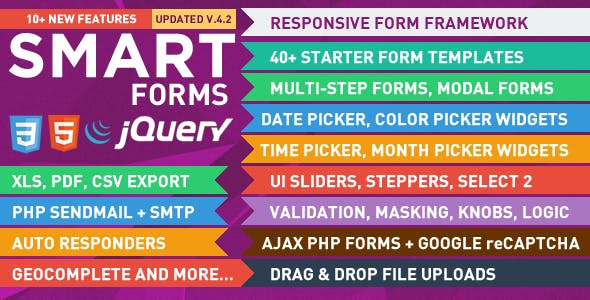 10+ NEW FEATURES
UPDATED V.4.2
SMART
FORMS
3
5
jQuery
XLS, PDF, CSV EXPORT
PHP SENDMAIL + SMTP
AUTO RESPONDERS
GEOCOMPLETE AND MORE...
RESPONSIVE FORM FRAMEWORK
40+ STARTER FORM TEMPLATES
MULTI-STEP FORMS, MODAL FORMS
DATE PICKER, COLOR PICKER WIDGETS
TIME PICKER, MONTH PICKER WIDGETS
UI SLIDERS, STEPPERS, SELECT 2
VALIDATION, MASKING, KNOBS, LOGIC
AJAX PHP FORMS + GOOGLE reCAPTCHA
DRAG & DROP FILE UPLOADS